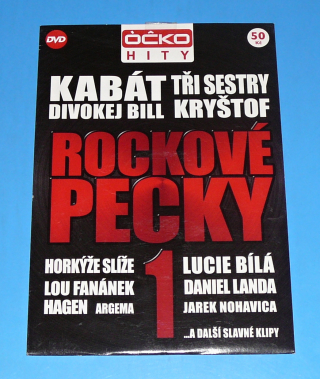 DVD
ÓČKO
HITY
50
Kč
KABÁT TŘI SESTRY
DIVOKEJ BILL KRYŠTOF
ROCKOVÉ
PECKY
1
HORKÝŽE SLÍŽE
LOU FANÁNEK
HAGEN ARGEMA
LUCIE BÍLÁ
DANIEL LANDA
JAREK NOHAVICA
...A DALŠÍ SLAVNÉ KLIPY